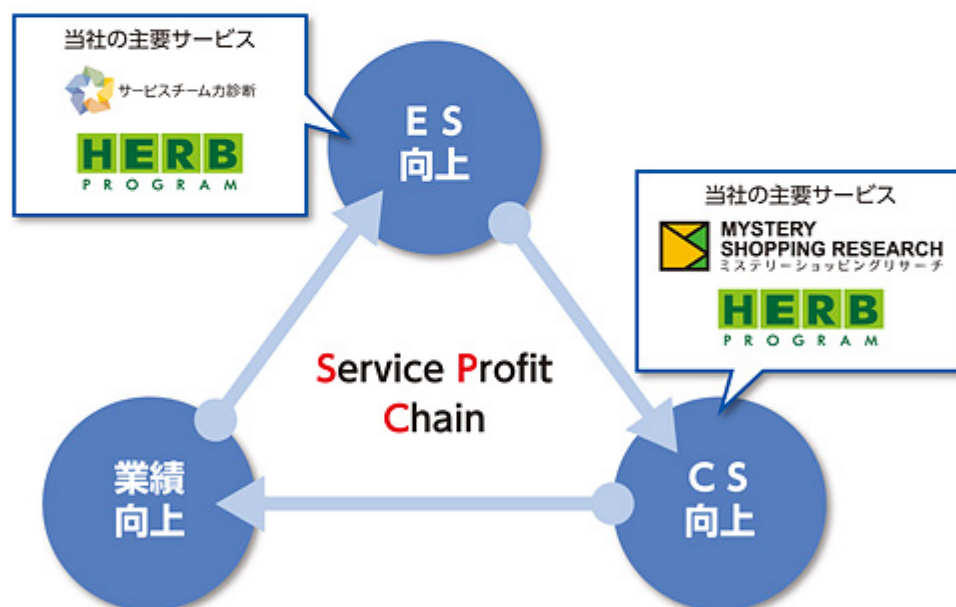 当社の主要サービス
サービスチーム力診断
HERB
PROGRAM
E S
向上
当社の主要サービス
MYSTERY
SHOPPING RESEARCH
ミステリーショッピングリサーチ
HERB
PROGRAM
Service Profit
Chain
業績
向上
C S
向上